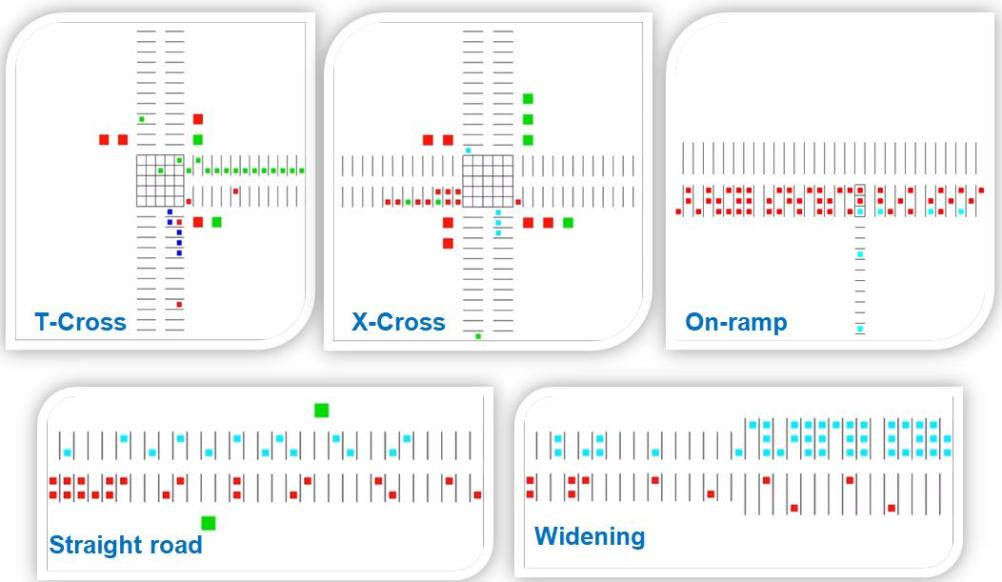 T-Cross
X-Cross
On-ramp
Straight road
Widening